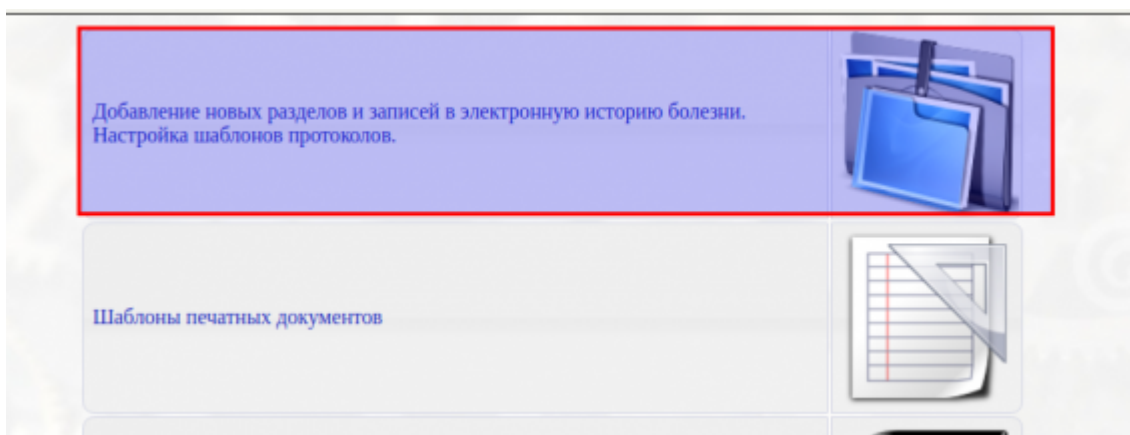 Добавление новых разделов и записей в электронную историю болезни.
Настройка шаблонов протоколов.
Шаблоны печатных документов